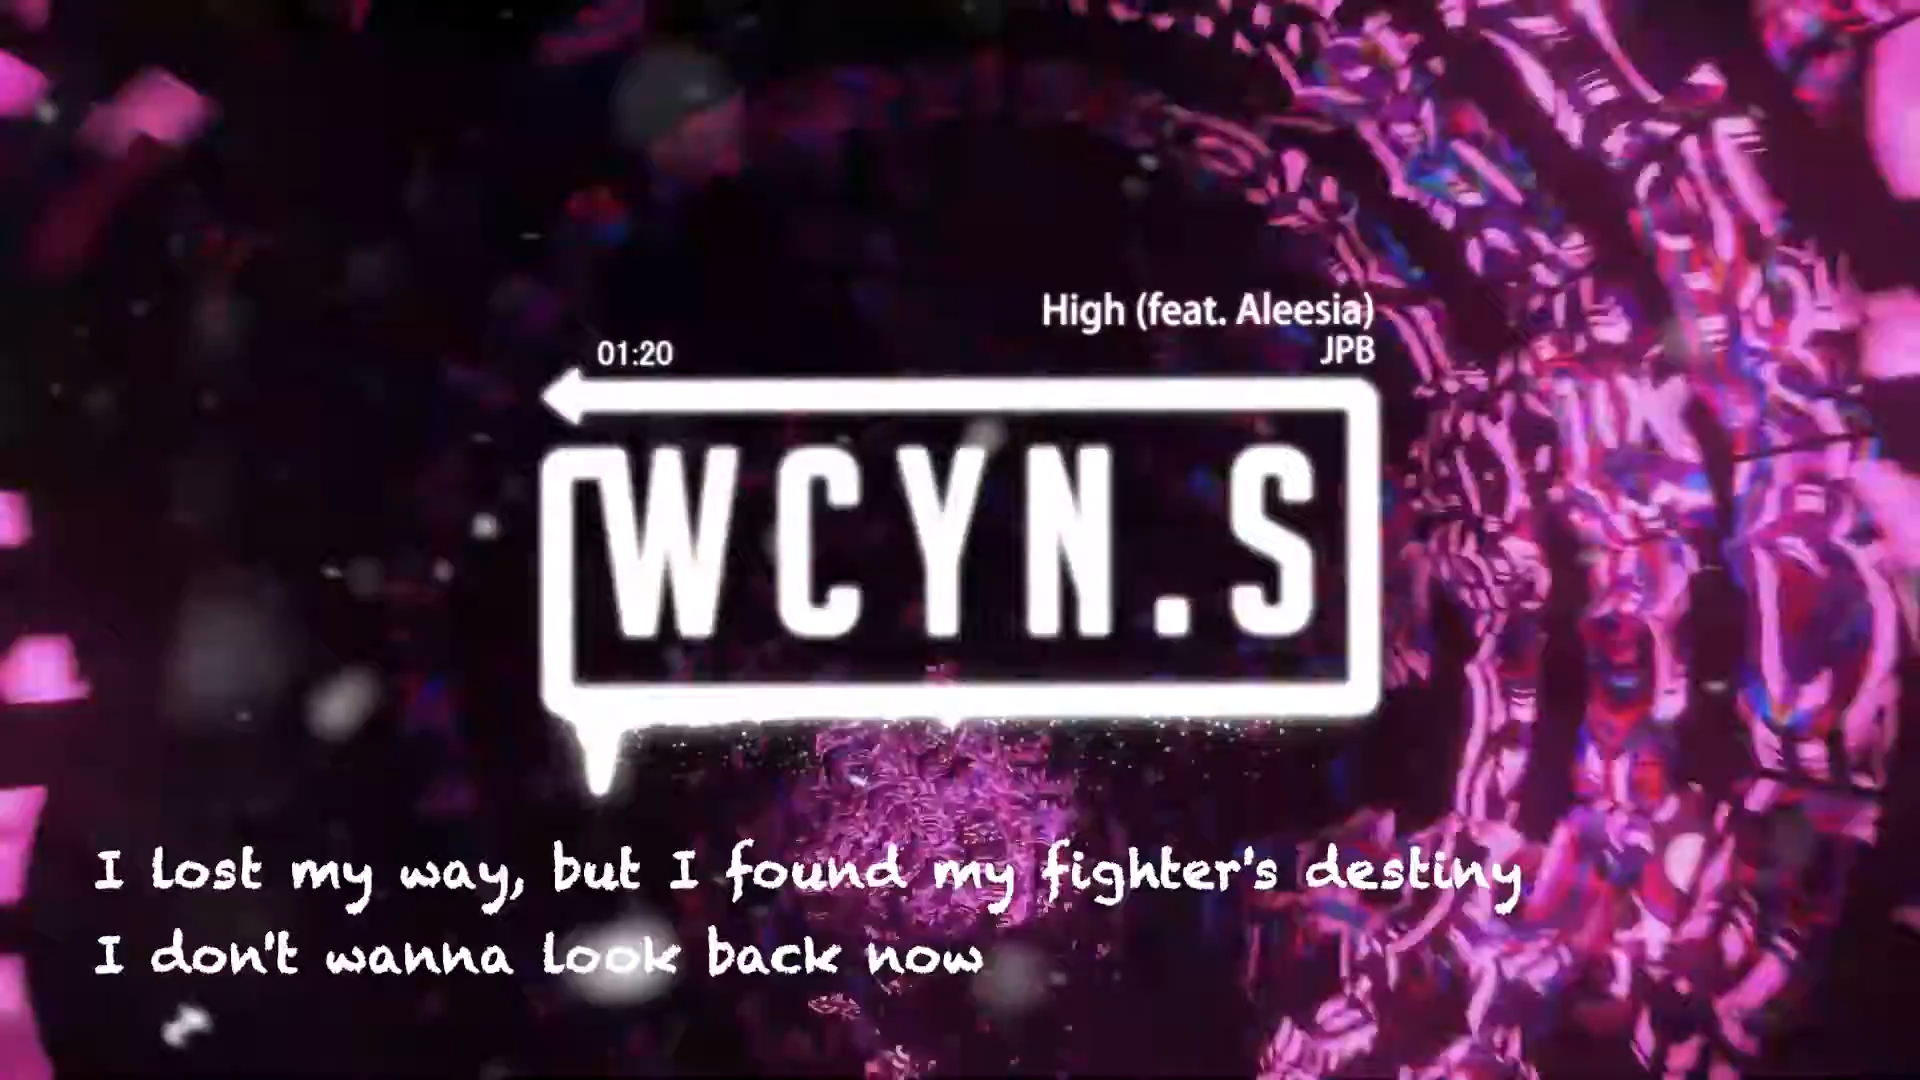 High (feat. Aleesia)
01:20
JPB
WCYN.S
I lost my way, but I found my fighter's destiny
I don't wanna look back now